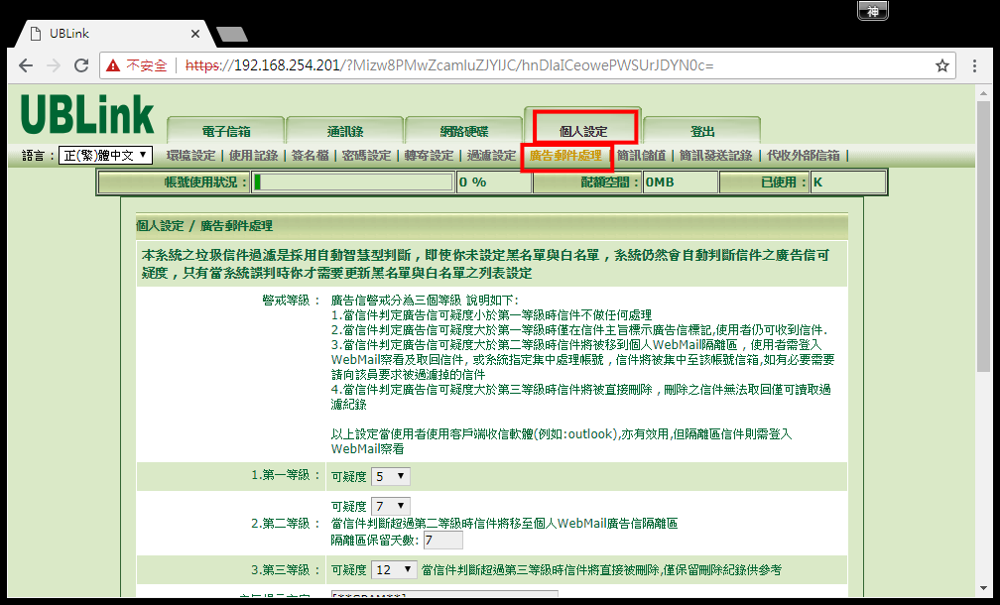 神
UBLink
不安全 https://192.168.254.201/?Mizw8PMwZcamluZJYlJC/hnDlaICeowePWSUrJDYN0c=
UBLink
電子信箱 通訊錄 網路硬碟 個人設定 登出
語言： 正(繁)體中文 環境設定 | 使用記錄 | 簽名檔 | 密碼設定 | 轉寄設定 | 過濾設定 廣告郵件處理 簡訊儲值 | 簡訊發送記錄 | 代收外部信箱 |
帳號使用狀況： 0 % 配額空間： 0MB 已使用： K
個人設定 / 廣告郵件處理
本系統之垃圾信件過濾是採用自動智慧型判斷，即使你未設定黑名單與白名單，系統仍然會自動判斷信件之廣告信可
疑度，只有當系統誤判時你才需要更新黑名單與白名單之列表設定
警戒等級： 廣告信警戒分為三個等級 說明如下:
1.當信件判定廣告信可疑度小於第一等級時信件不做任何處理
2.當信件判定廣告信可疑度大於第一等級時僅在信件主旨標示廣告信標記,使用者仍可收到信件.
3.當信件判定廣告信可疑度大於第二等級時信件將被移到個人WebMail隔離區，使用者需登入
WebMail察看及取回信件, 或系統指定集中處理帳號，信件將被集中至該帳號信箱,如有必要需要
請向該員要求被過濾掉的信件
4.當信件判定廣告信可疑度大於第三等級時信件將被直接刪除，刪除之信件無法取回僅可讀取過
濾紀錄
以上設定當使用者使用客戶端收信軟體(例如:outlook),亦有效用,但隔離區信件則需登入
WebMail察看
1.第一等級： 可疑度 5
可疑度 7
2.第二等級： 當信件判斷超過第二等級時信件將移至個人WebMail廣告信隔離區
隔離區保留天數: 7
3.第三等級： 可疑度 12 當信件判斷超過第三等級時信件將直接被刪除,僅保留刪除紀錄供參考